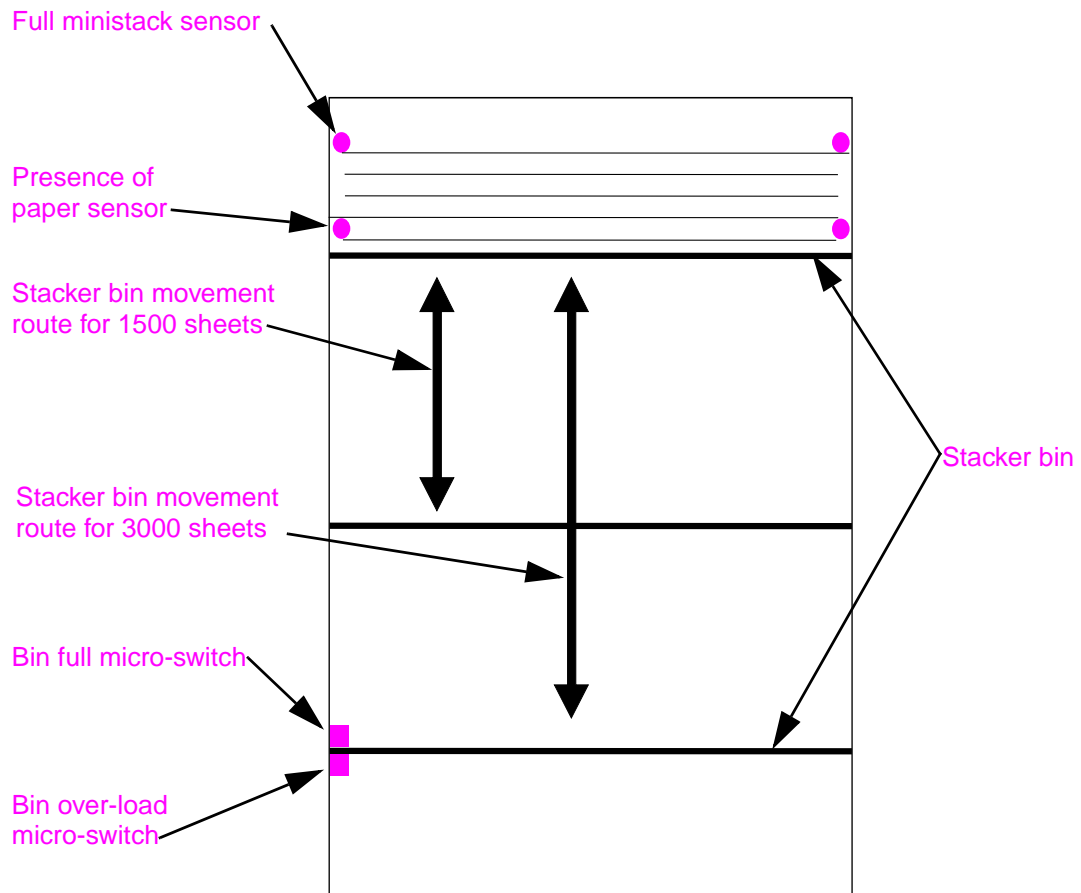 Full ministack sensor
Presence of
paper sensor
Stacker bin movement
route for 1500 sheets
Stacker bin
Stacker bin movement
route for 3000 sheets
Bin full micro-switch
Bin over-load
micro-switch